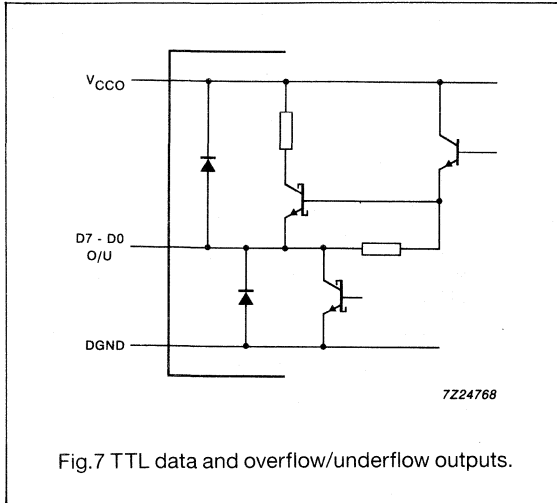 VCCO
D7 - D0
O/U
DGND
7Z24768
Fig.7 TTL data and overflow/underflow outputs.